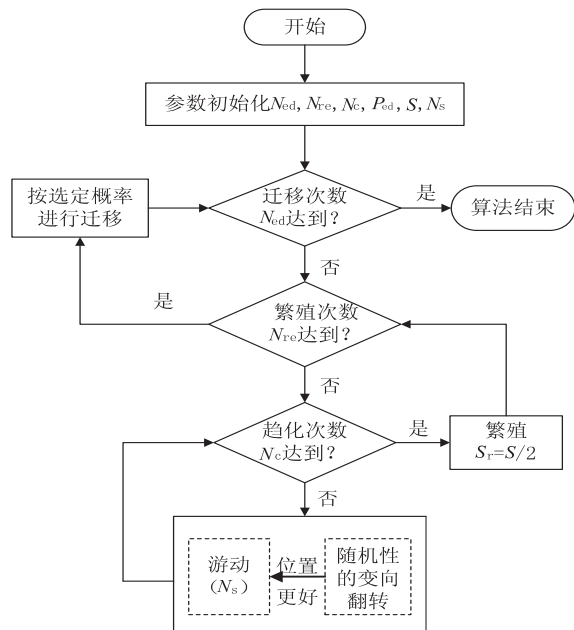 开始
参数初始化Ned, Nre, Nc, Ped, S, Ns
按选定概率
进行迁移
迁移次数
Ned达到?
是
算法结束
否
是
繁殖次数
Nre达到?
否
趋化次数
Nc达到?
是
繁殖
Sr=S/2
否
游动
(Ns)
位置
更好
随机性
的变向
翻转